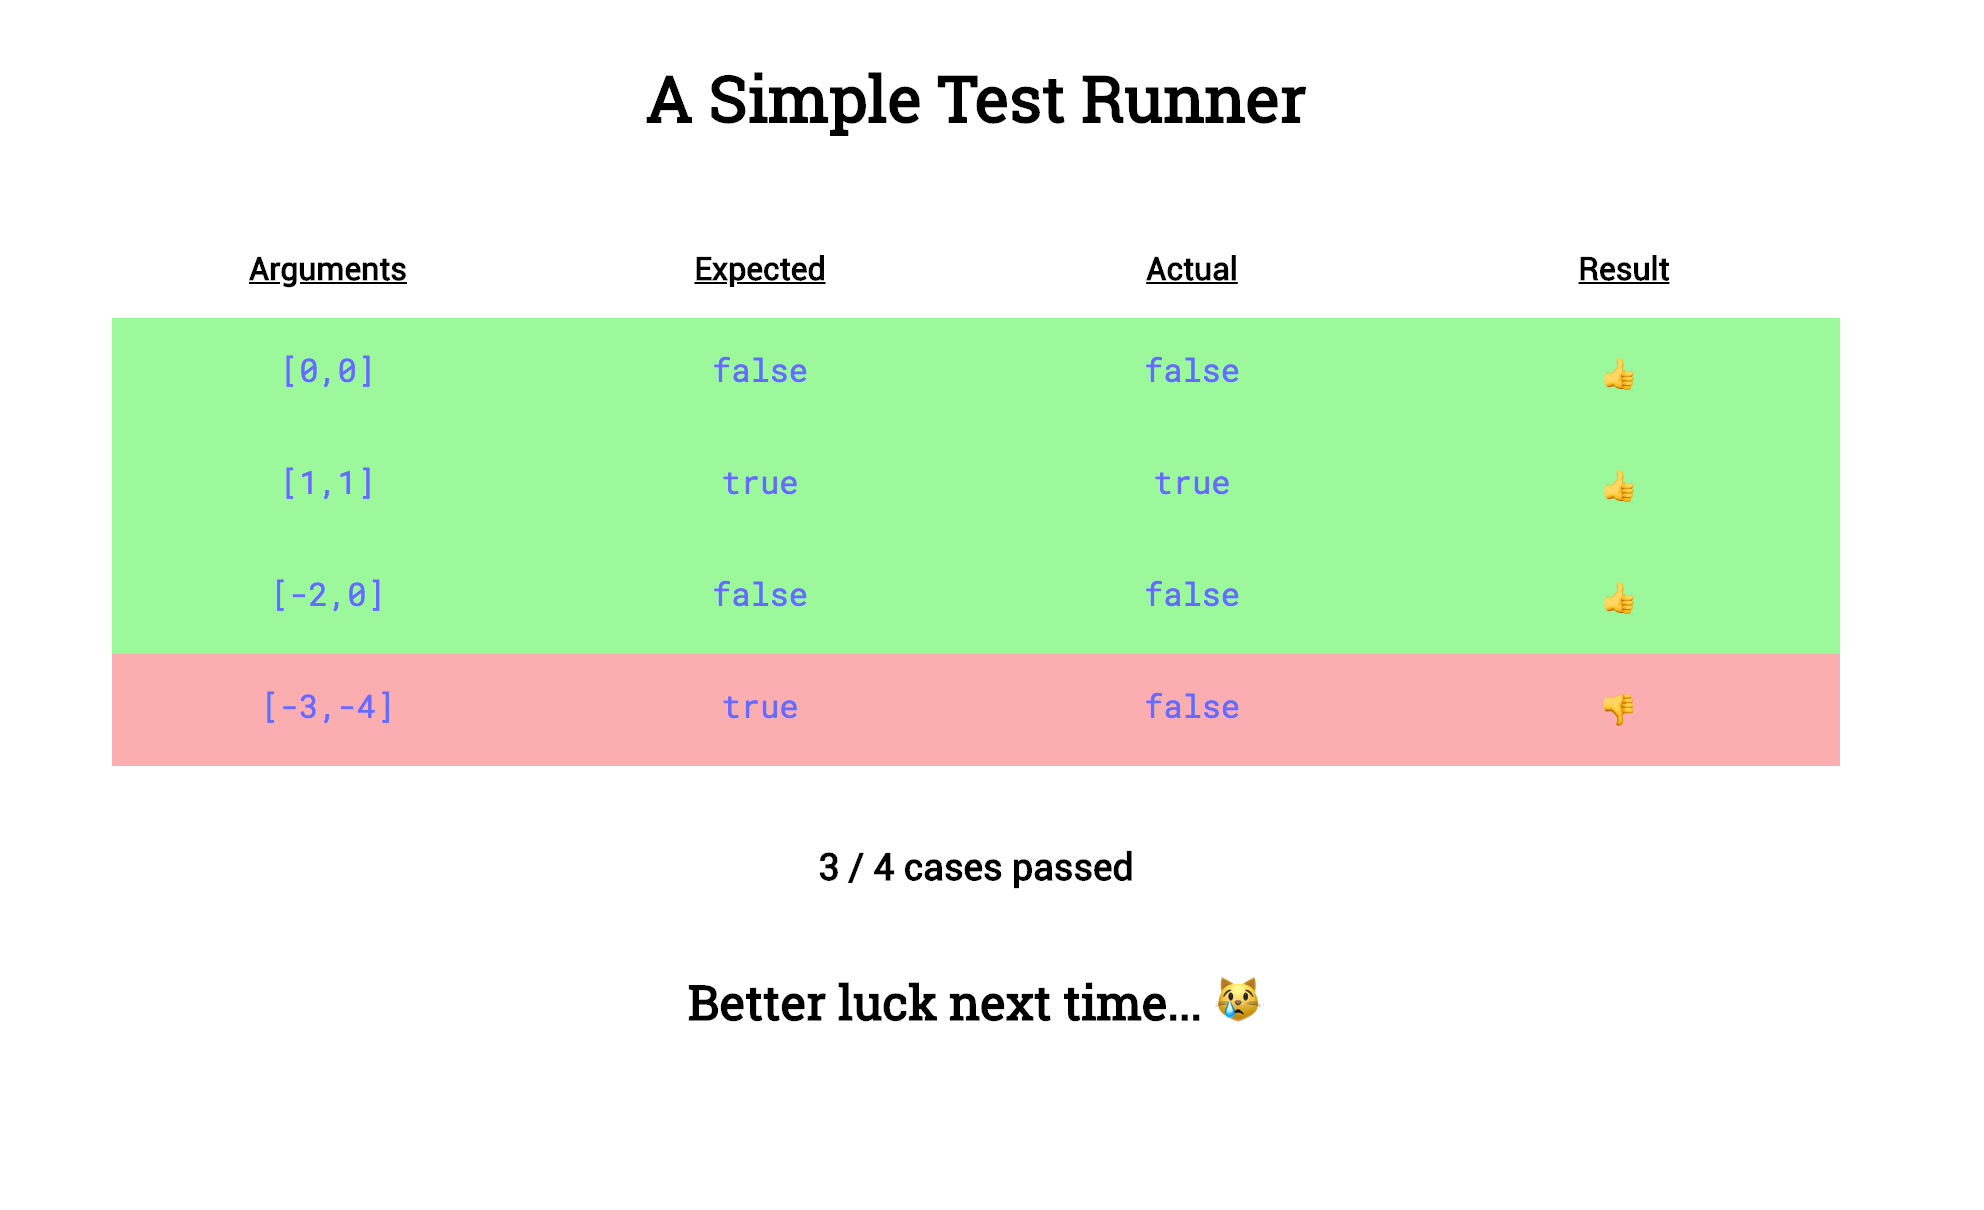 A Simple Test Runner
Arguments Expected Actual Result
[0,0] false false 👍
[1,1] true true 👍
[-2,0] false false 👍
[-3,-4] true false 👎
3 / 4 cases passed
Better luck next time... 😿